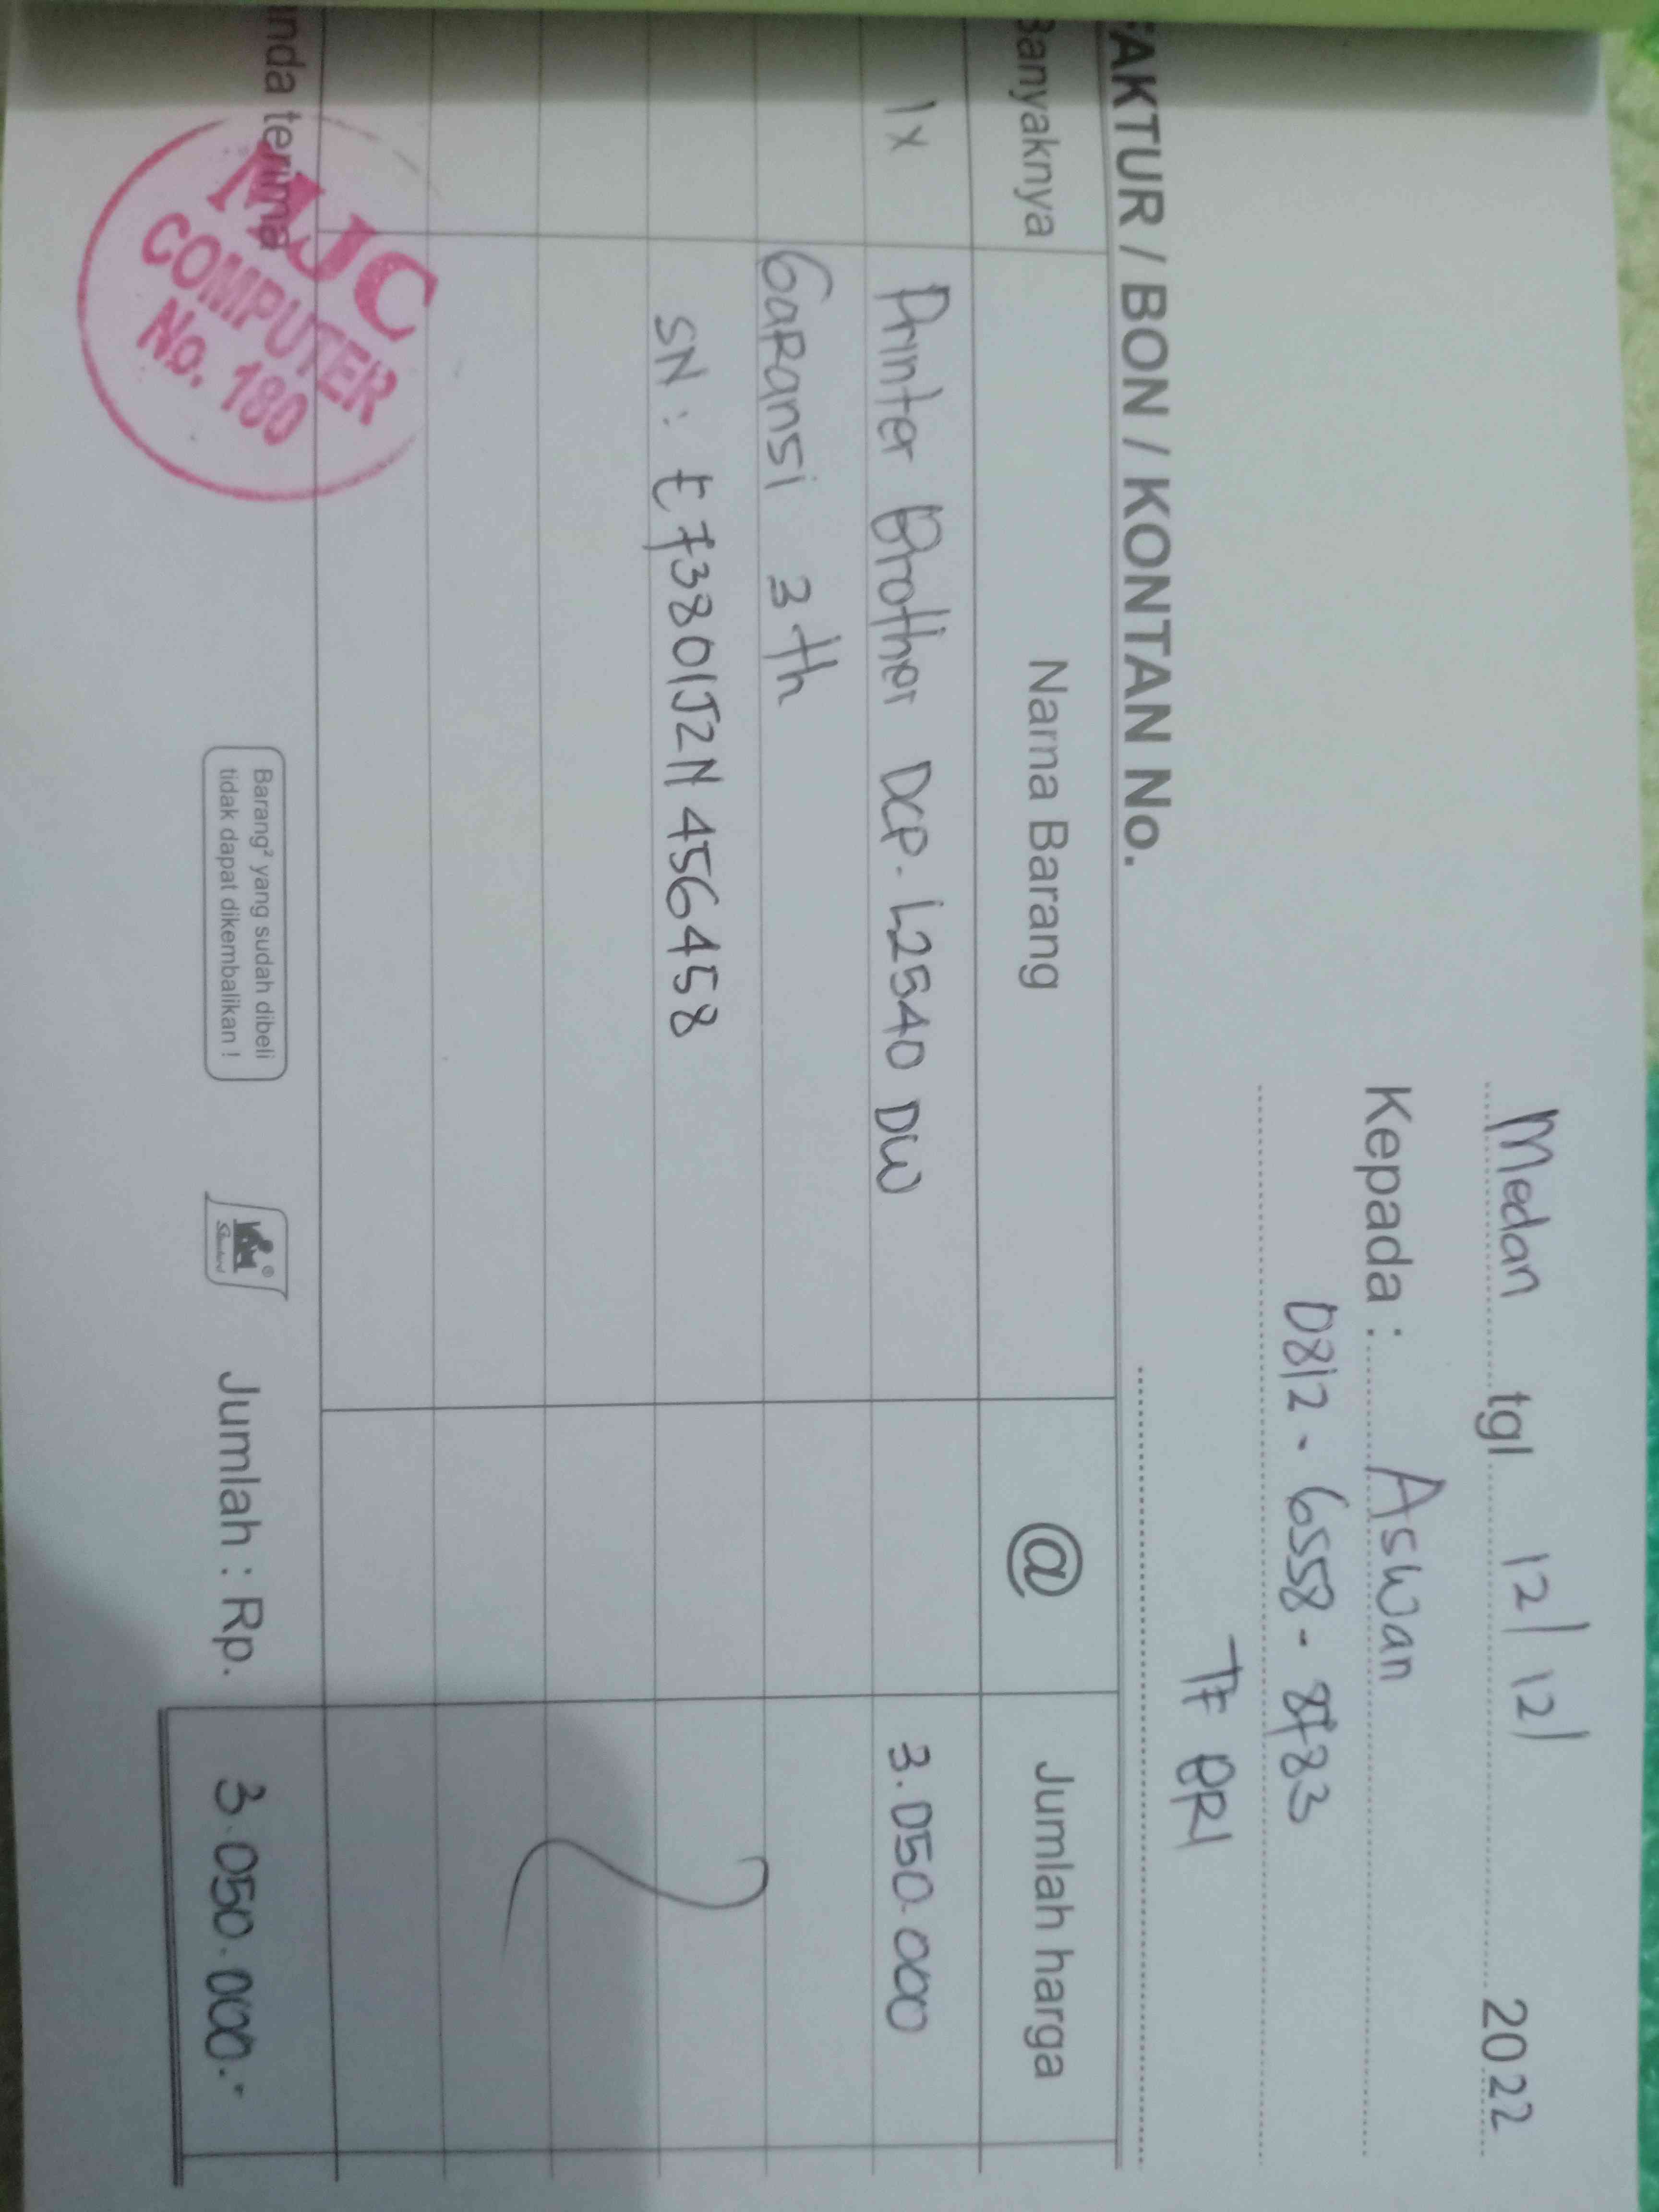 Medan tgl 12/12/ 2022
Kepada : Aswan
0812 - 6558 - 8783
TF BRI
FAKTUR / BON / KONTAN No.
Banyaknya Nama Barang @ Jumlah harga
1x Printer Brother DCP-L2540 DW 3.050.000
Garansi 3 th
SN : E73801J2N456458
anda terima
MJC
COMPUTER
No. 180
Barang² yang sudah dibeli
tidak dapat dikembalikan !
Jumlah : Rp. 3.050.000.-